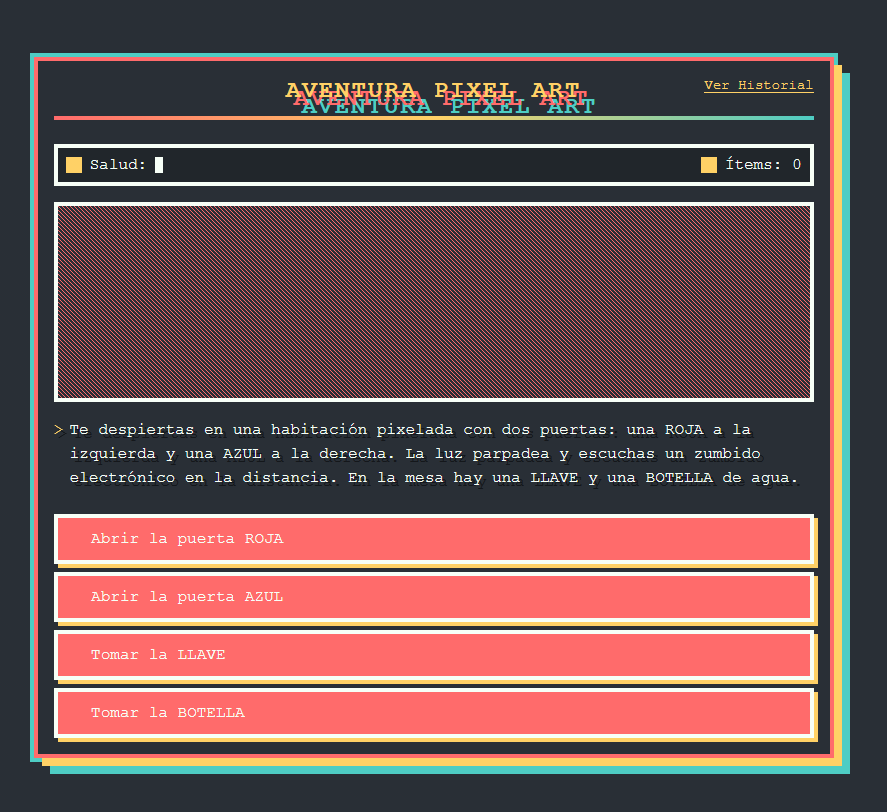 AVENTURA PIXEL ART
Ver Historial
Salud:
Ítems: 0
> Te despiertas en una habitación pixelada con dos puertas: una ROJA a la
izquierda y una AZUL a la derecha. La luz parpadea y escuchas un zumbido
electrónico en la distancia. En la mesa hay una LLAVE y una BOTELLA de agua.
Abrir la puerta ROJA
Abrir la puerta AZUL
Tomar la LLAVE
Tomar la BOTELLA